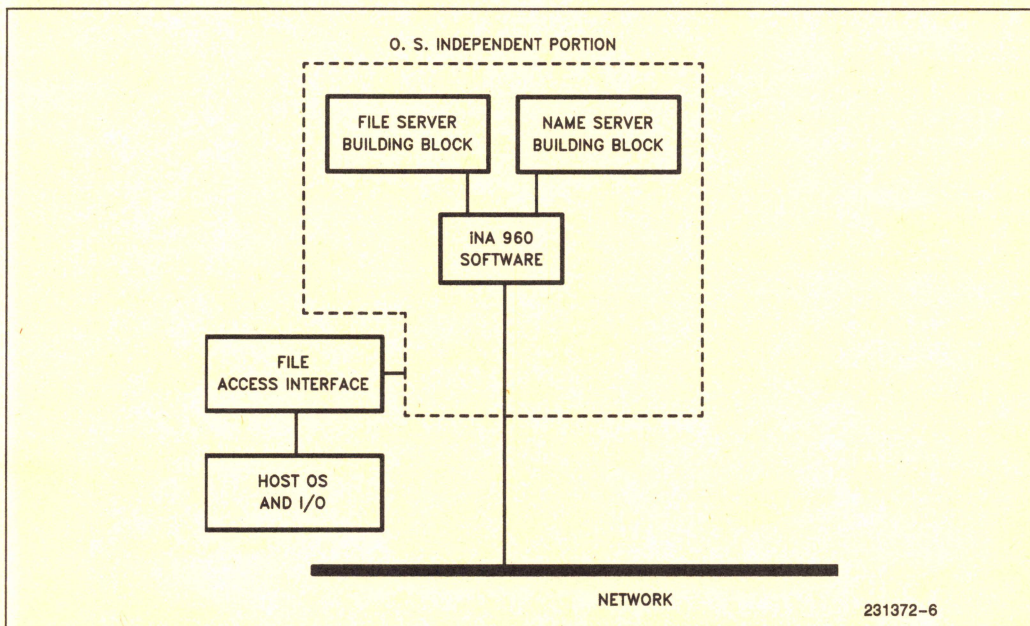 O. S. INDEPENDENT PORTION
FILE SERVER
BUILDING BLOCK
NAME SERVER
BUILDING BLOCK
iNA 960
SOFTWARE
FILE
ACCESS INTERFACE
HOST OS
AND I/O
NETWORK
231372-6